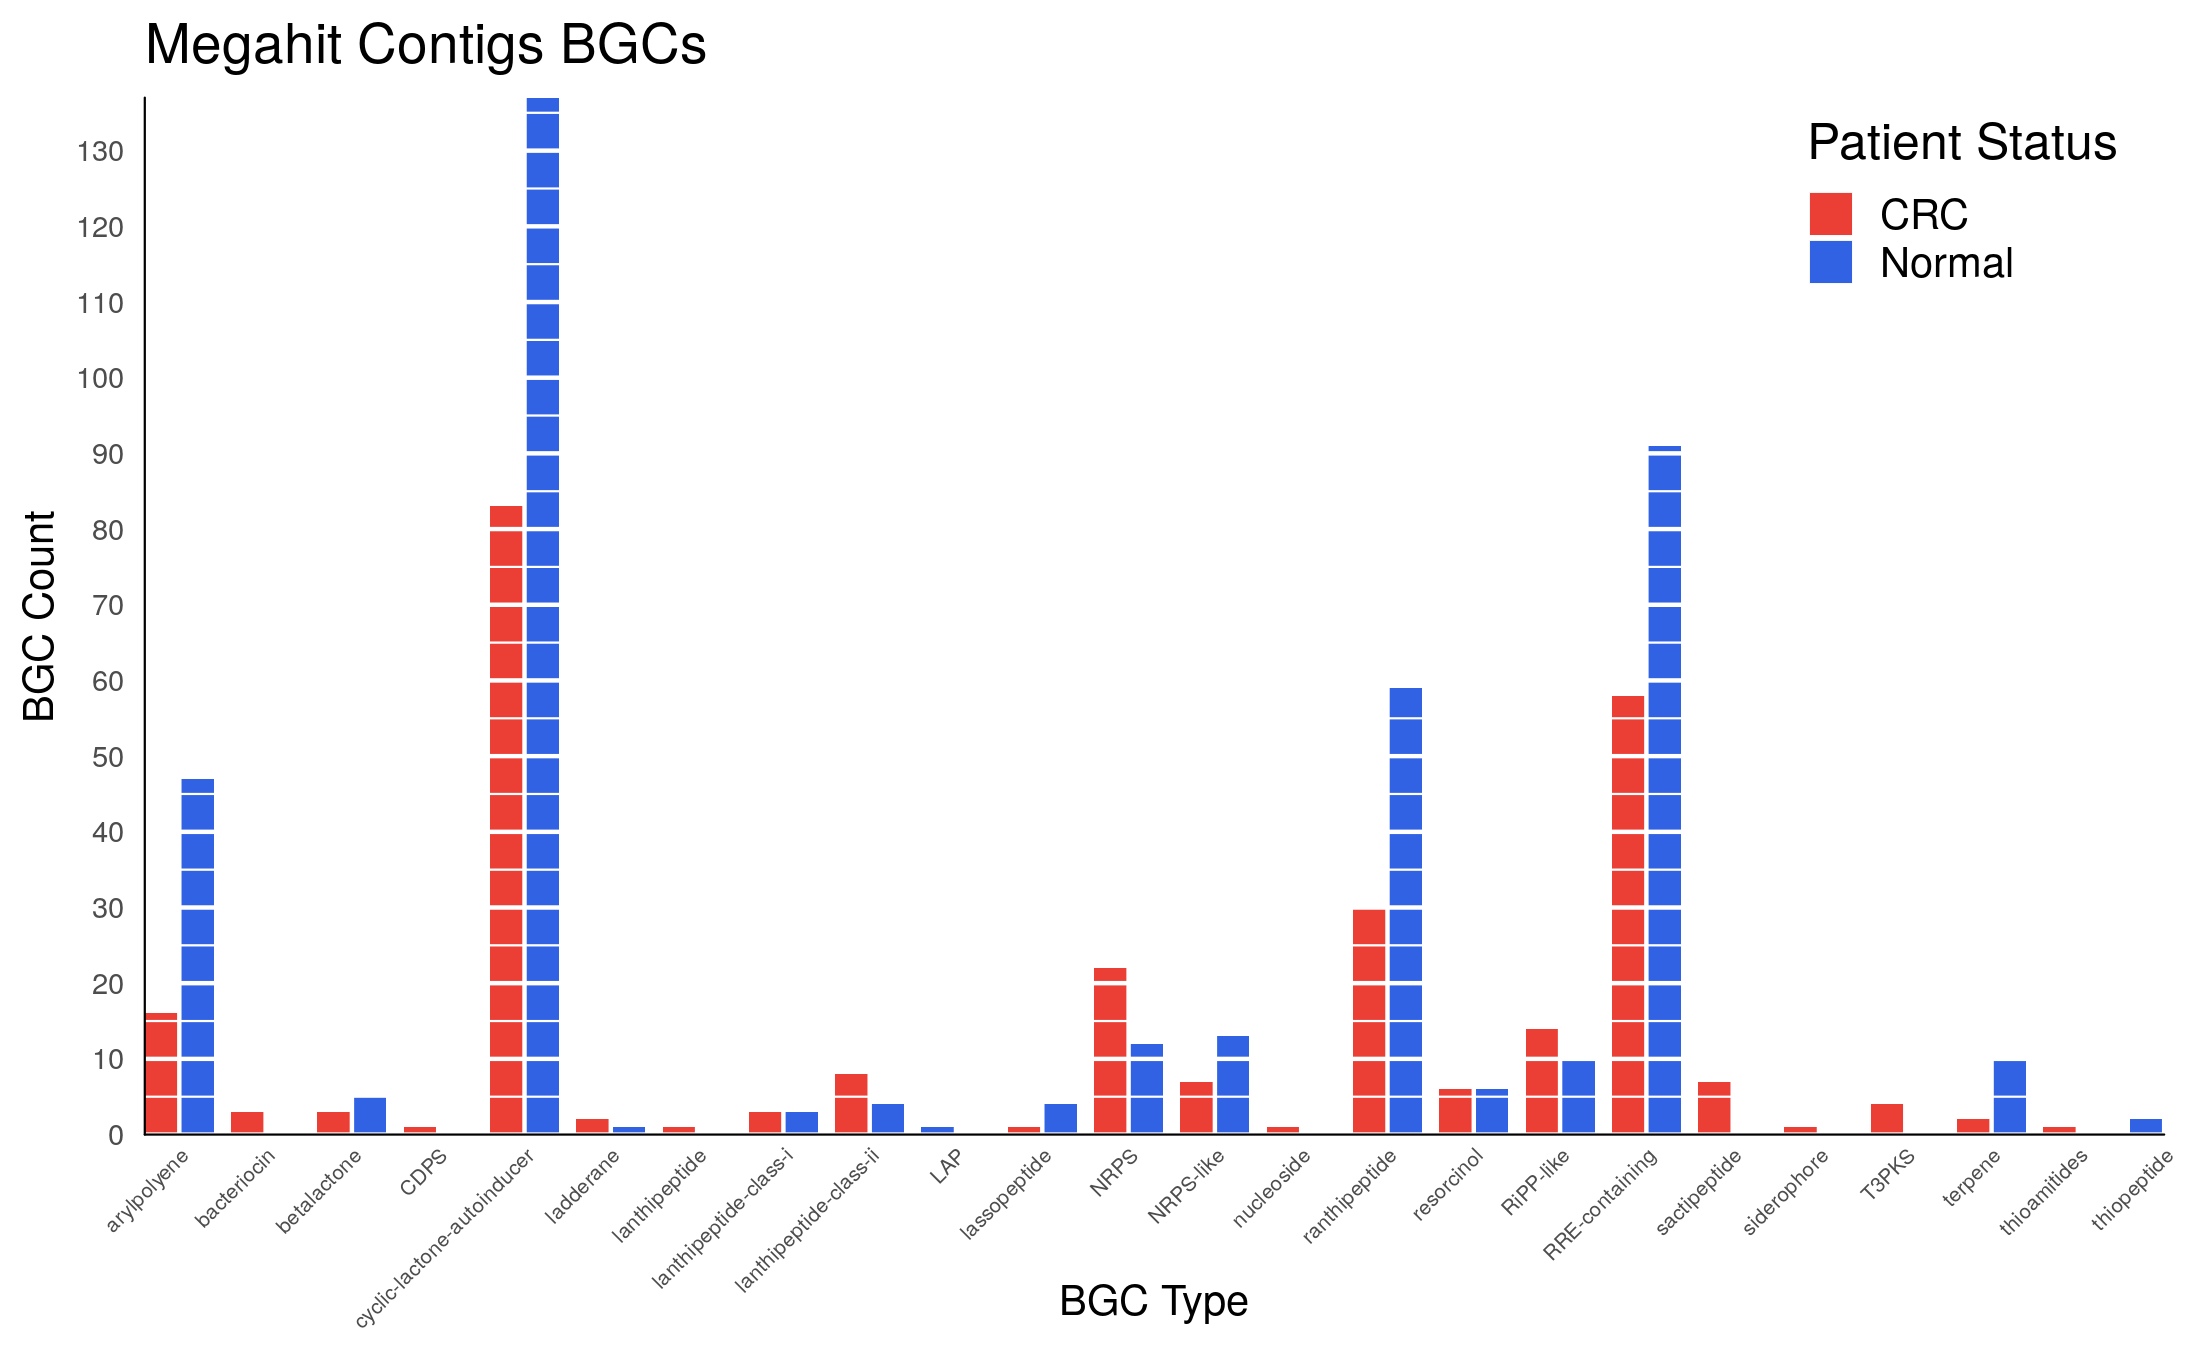 Megahit Contigs BGCs
BGC Count
130
120
110
100
90
80
70
60
50
40
30
20
10
0
Patient Status
CRC
Normal
arylpolyene
bacteriocin
betalactone
CDPS
cyclic-lactone-autoinducer
ladderane
lanthipeptide
lanthipeptide-class-i
lanthipeptide-class-ii
LAP
lassopeptide
NRPS
NRPS-like
nucleoside
ranthipeptide
resorcinol
RiPP-like
RRE-containing
sactipeptide
siderophore
T3PKS
terpene
thioamitides
thiopeptide
BGC Type